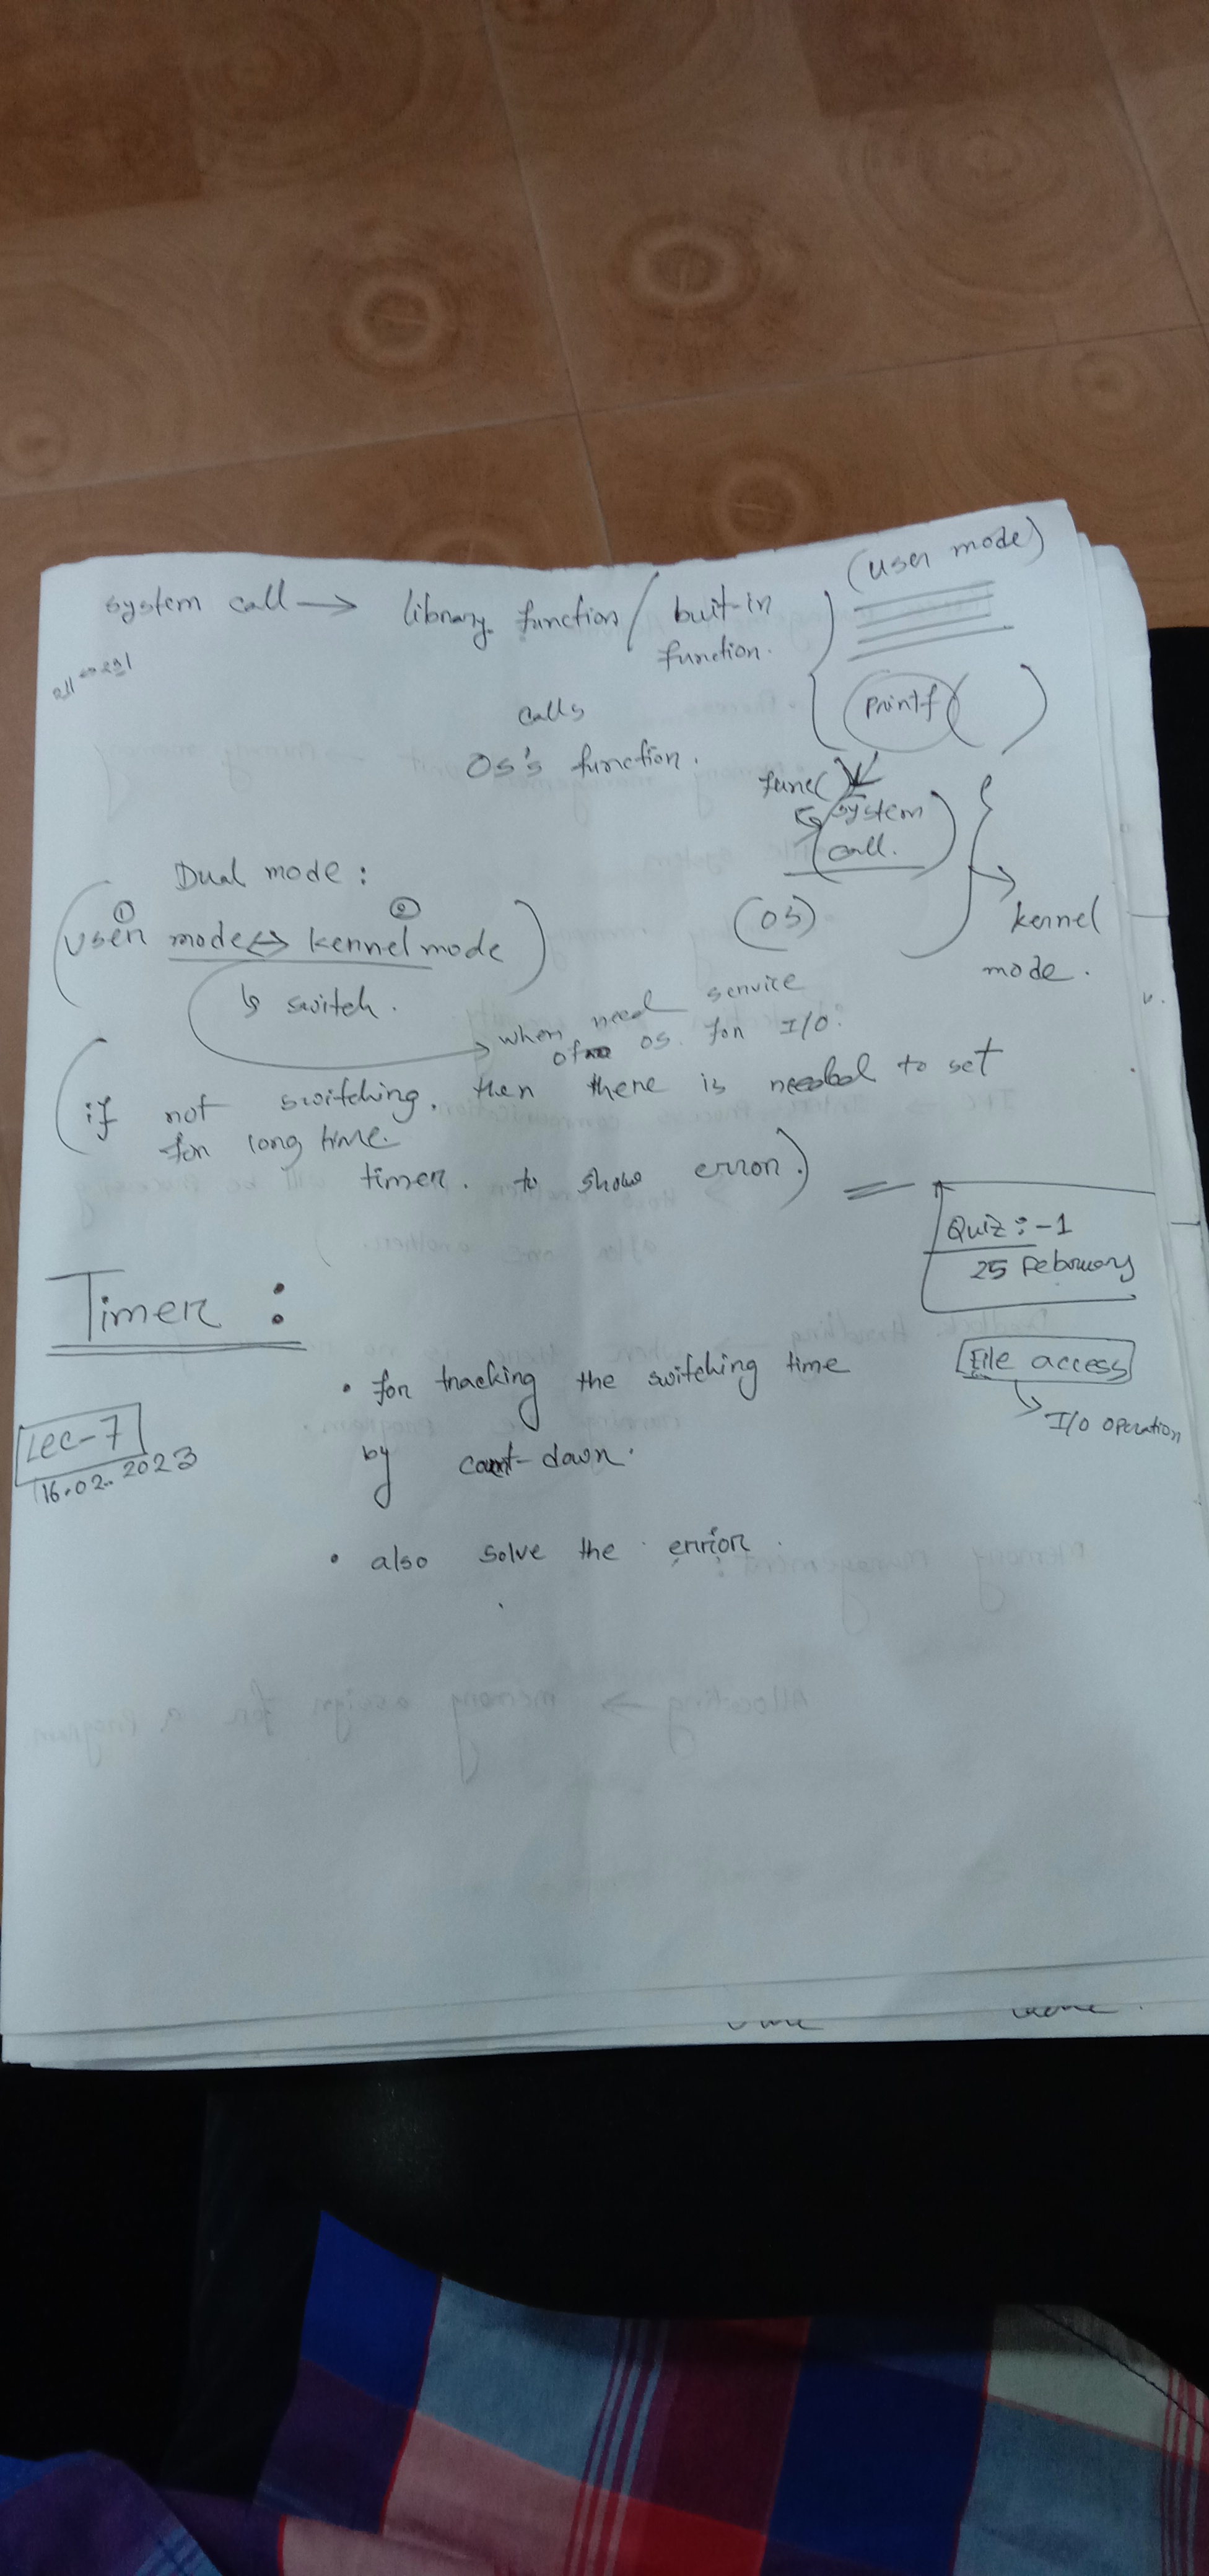 (user mode)
system call → library function / buit-in
function.
printf ( )
calls
OS's function.
func(
system
call.
(OS)
kernel
mode.
Dual mode :
① ②
user mode ↔ kernel mode
↳ switch.
when need service
of OS for I/O.
(if not switching, then there is needed to set
for long time.
timer. to show error.)
Quiz :-1
25 February
Timer :
• for tracking the switching time
by count-down.
File access
I/O operation
Lec-7
16.02.2023
• also solve the error.